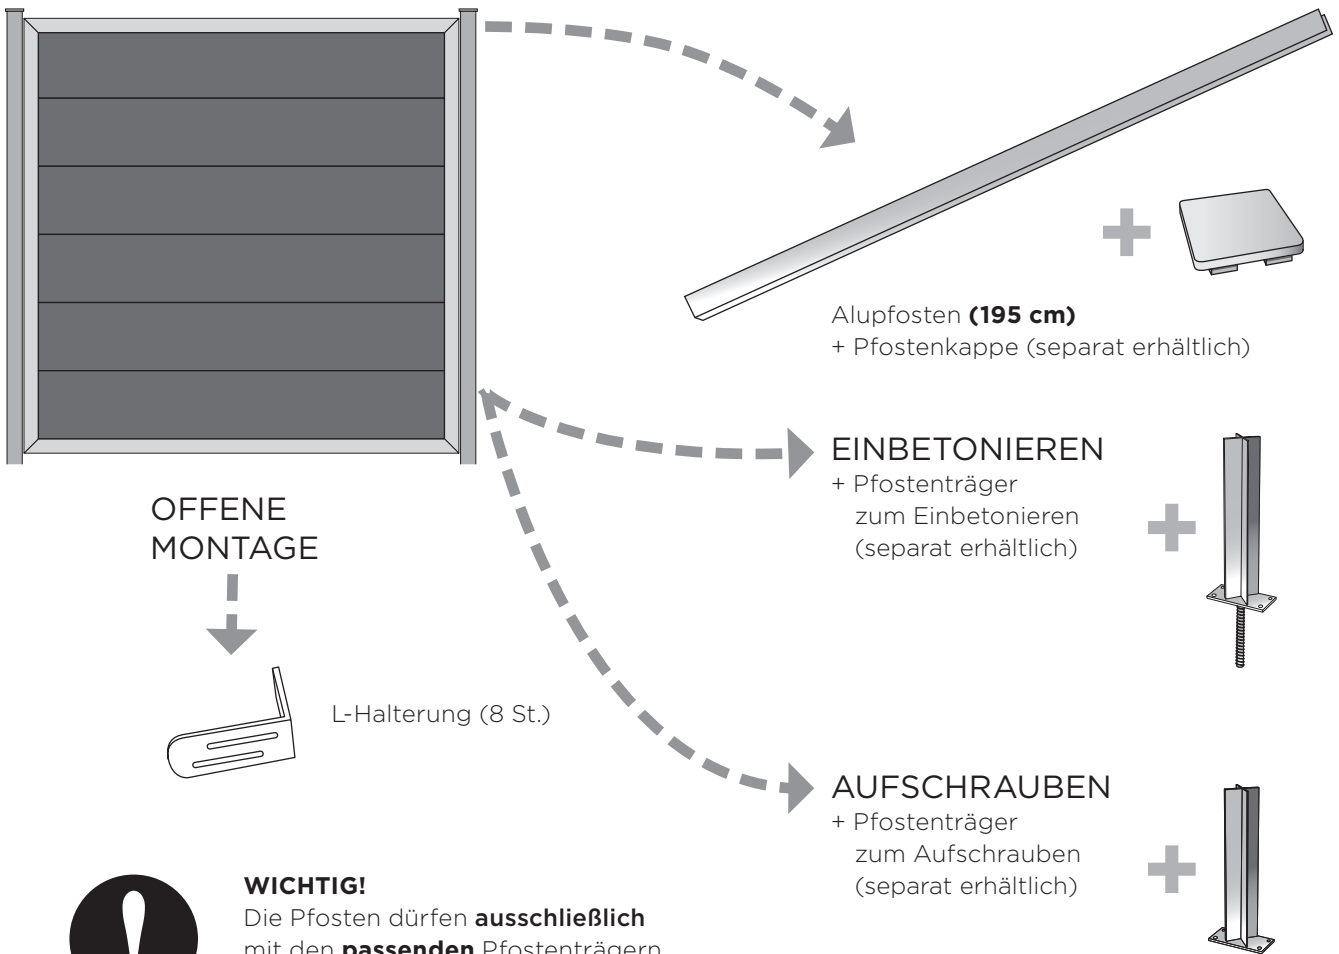 Alupfosten (195 cm)
+ Pfostenkappe (separat erhältlich)
EINBETONIEREN
+ Pfostenträger
zum Einbetonieren
(separat erhältlich)
OFFENE
MONTAGE
L-Halterung (8 St.)
AUFSCHRAUBEN
+ Pfostenträger
zum Aufschrauben
(separat erhältlich)
WICHTIG!
Die Pfosten dürfen ausschließlich
mit den passenden Pfostenträgern